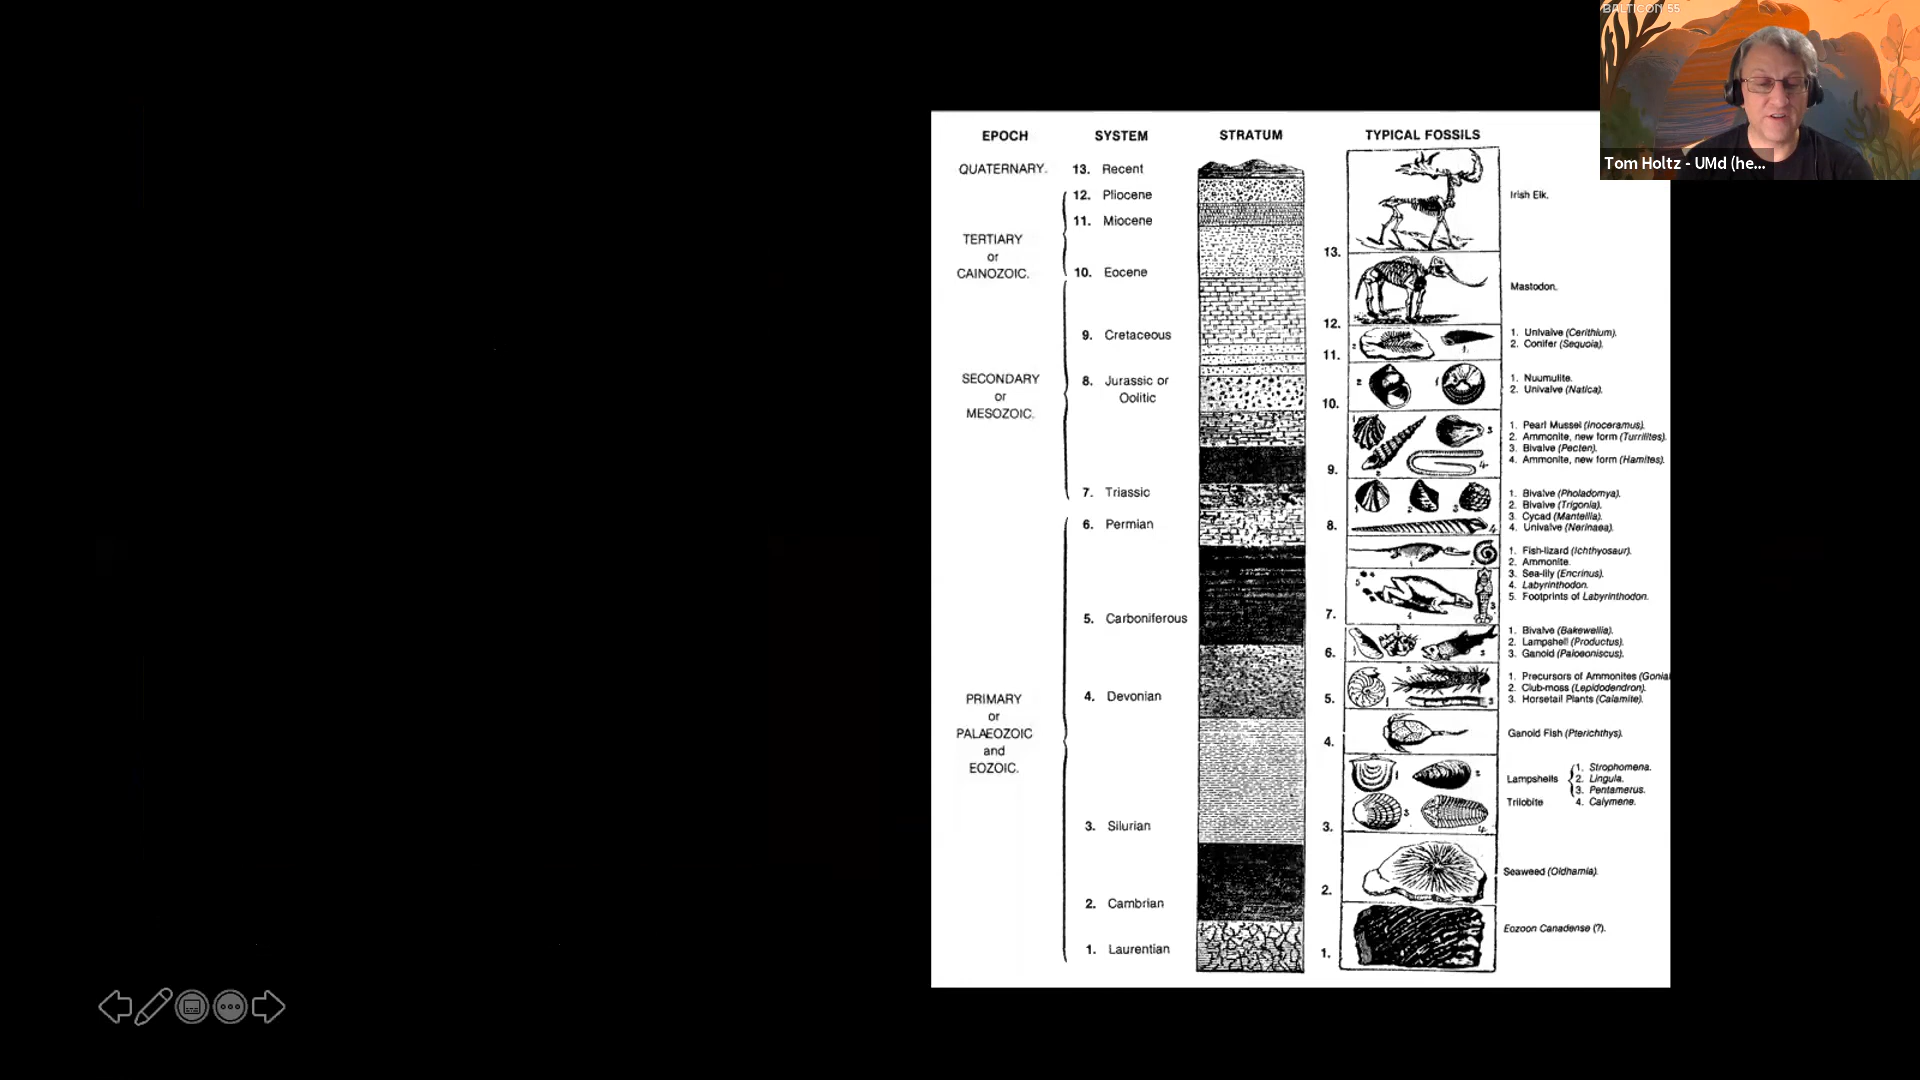 BALTICON 55
Tom Holtz - UMd (he...
EPOCH SYSTEM STRATUM TYPICAL FOSSILS
QUATERNARY.
TERTIARY
or
CAINOZOIC.
SECONDARY
or
MESOZOIC.
PRIMARY
or
PALAEOZOIC
and
EOZOIC.
13. Recent
12. Pliocene
11. Miocene
10. Eocene
9. Cretaceous
8. Jurassic or
Oolitic
7. Triassic
6. Permian
5. Carboniferous
4. Devonian
3. Silurian
2. Cambrian
1. Laurentian
13.
Irish Elk.
12.
Mastodon.
11.
1. Univalve (Cerithium).
2. Conifer (Sequoia).
10.
1. Nuumulite.
2. Univalve (Natica).
9.
1. Pearl Mussel (Inoceramus).
2. Ammonite, new form (Turrilites).
3. Bivalve (Pecten).
4. Ammonite, new form (Hamites).
8.
1. Bivalve (Pholadomya).
2. Bivalve (Trigonia).
3. Cycad (Mantellia).
4. Univalve (Nerinaea).
7.
1. Fish-lizard (Ichthyosaur).
2. Ammonite.
3. Sea-lily (Encrinus).
4. Labyrinthodon.
5. Footprints of Labyrinthodon.
6.
1. Bivalve (Bakewellia).
2. Lampshell (Productus).
3. Ganoid (Paloeoniscus).
5.
1. Precursors of Ammonites (Gonia
2. Club-moss (Lepidodendron).
3. Horsetail Plants (Calamite).
4.
Ganoid Fish (Pterichthys).
3.
Lampshells
1. Strophomena.
2. Lingula.
3. Pentamerus.
Trilobite 4. Calymene.
2.
Seaweed (Oldhamia).
1.
Eozoon Canadense (?).